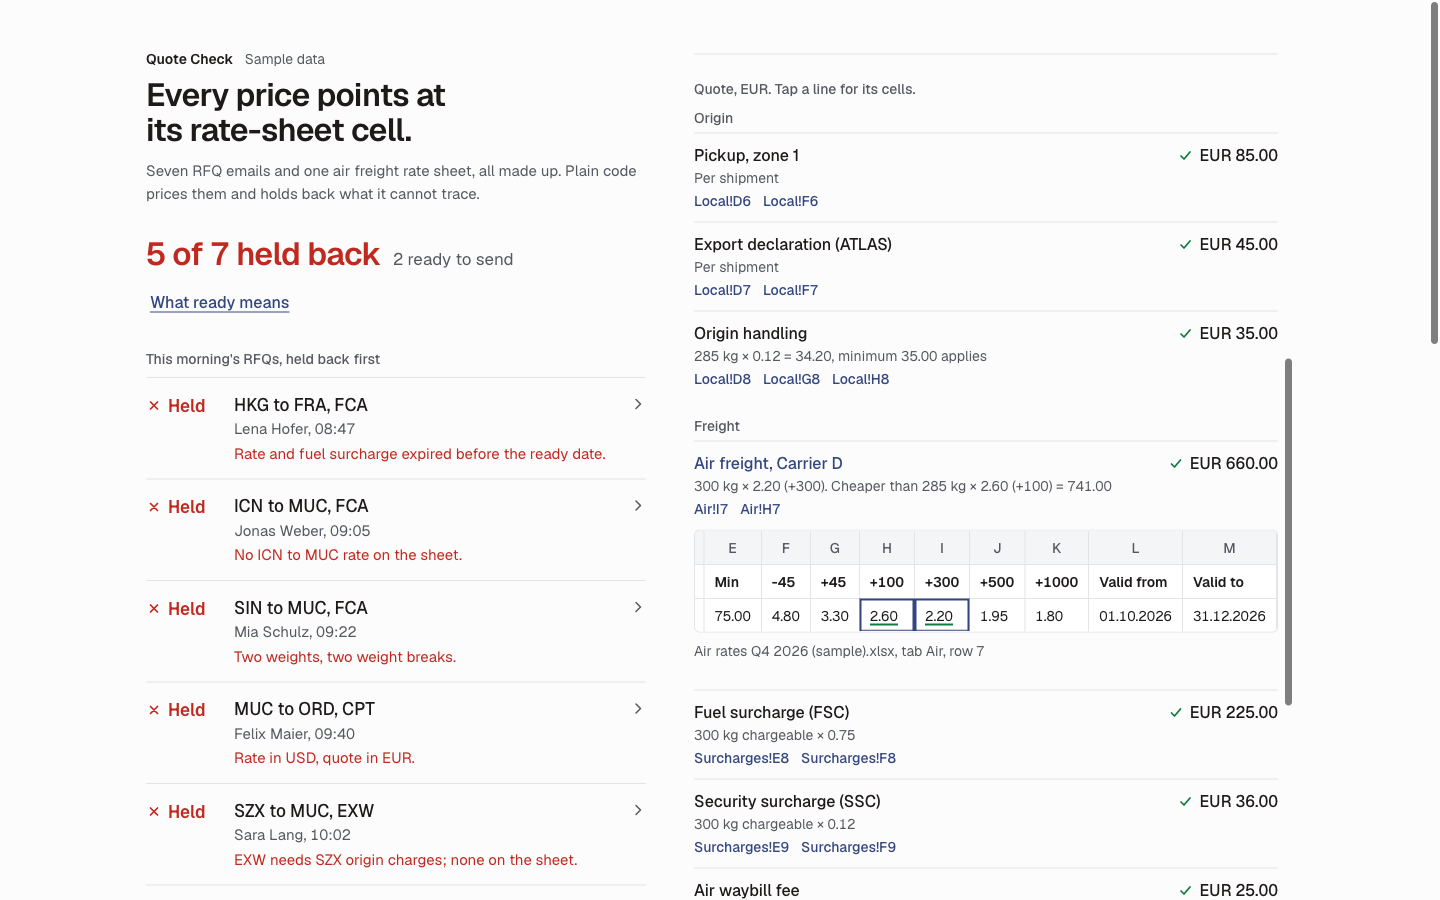 Quote Check Sample data
Every price points at
its rate-sheet cell.
Seven RFQ emails and one air freight rate sheet, all made up. Plain code
prices them and holds back what it cannot trace.
5 of 7 held back 2 ready to send
What ready means
This morning's RFQs, held back first
Held HKG to FRA, FCA
Lena Hofer, 08:47
Rate and fuel surcharge expired before the ready date.
Held ICN to MUC, FCA
Jonas Weber, 09:05
No ICN to MUC rate on the sheet.
Held SIN to MUC, FCA
Mia Schulz, 09:22
Two weights, two weight breaks.
Held MUC to ORD, CPT
Felix Maier, 09:40
Rate in USD, quote in EUR.
Held SZX to MUC, EXW
Sara Lang, 10:02
EXW needs SZX origin charges; none on the sheet.
Quote, EUR. Tap a line for its cells.
Origin
Pickup, zone 1 EUR 85.00
Per shipment
Local!D6 Local!F6
Export declaration (ATLAS) EUR 45.00
Per shipment
Local!D7 Local!F7
Origin handling EUR 35.00
285 kg × 0.12 = 34.20, minimum 35.00 applies
Local!D8 Local!G8 Local!H8
Freight
Air freight, Carrier D EUR 660.00
300 kg × 2.20 (+300). Cheaper than 285 kg × 2.60 (+100) = 741.00
Air!I7 Air!H7
E F G H I J K L M
Min -45 +45 +100 +300 +500 +1000 Valid from Valid to
75.00 4.80 3.30 2.60 2.20 1.95 1.80 01.10.2026 31.12.2026
Air rates Q4 2026 (sample).xlsx, tab Air, row 7
Fuel surcharge (FSC) EUR 225.00
300 kg chargeable × 0.75
Surcharges!E8 Surcharges!F8
Security surcharge (SSC) EUR 36.00
300 kg chargeable × 0.12
Surcharges!E9 Surcharges!F9
Air waybill fee EUR 25.00